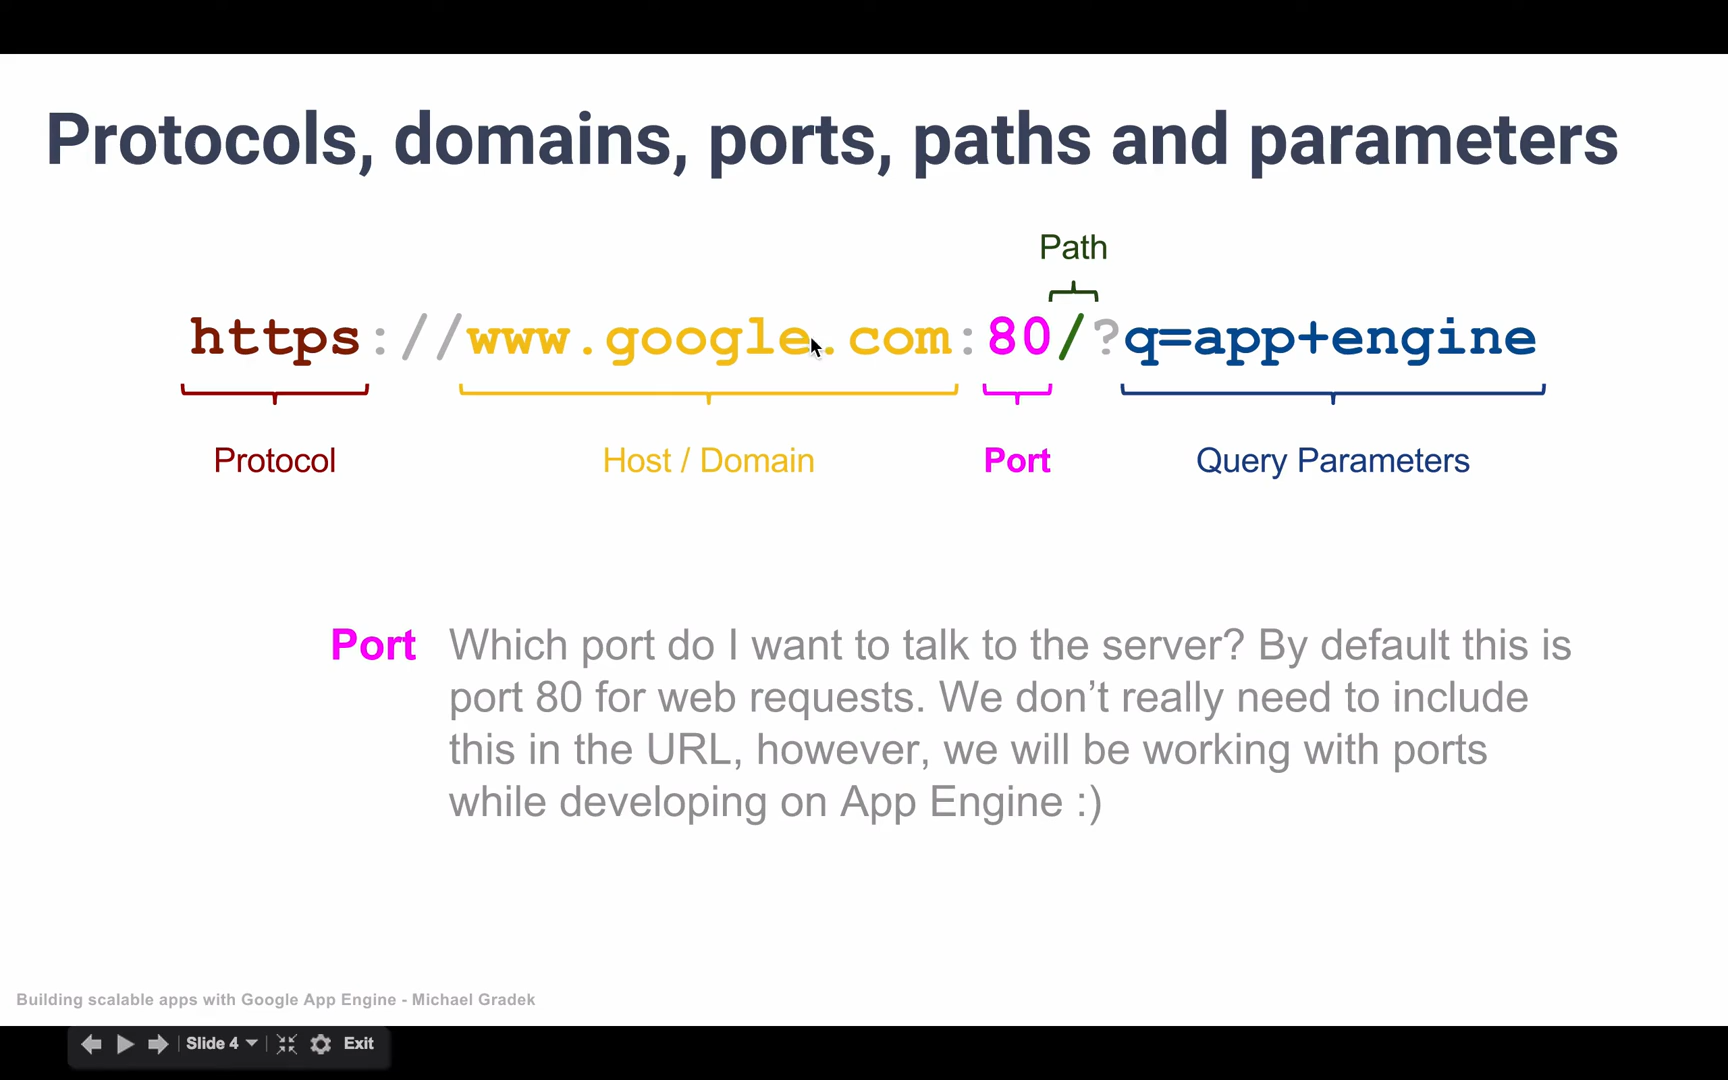 Protocols, domains, ports, paths and parameters
Path
https://www.google.com:80/?q=app+engine
Protocol
Host / Domain
Port
Query Parameters
Port
Which port do I want to talk to the server? By default this is
port 80 for web requests. We don’t really need to include
this in the URL, however, we will be working with ports
while developing on App Engine :)
Building scalable apps with Google App Engine - Michael Gradek
Slide 4
Exit